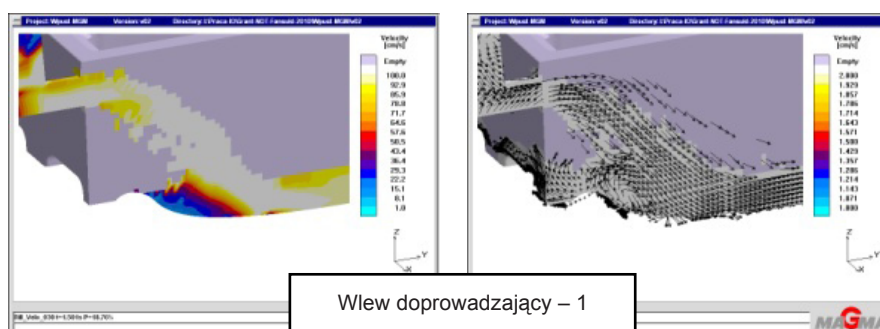 Project: Wpust MGM Version: v02 Directory:
Velocity
[cm/s]
Empty
100.0
92.9
85.9
78.8
71.7
64.6
57.6
50.5
43.4
36.4
29.3
22.2
15.1
8.1
1.0
Z
Y
X
Project: Wpust MGM Version: v02 Directory:
Velocity
[cm/s]
Empty
2.000
1.929
1.857
1.786
1.714
1.643
1.571
1.500
1.429
1.357
1.286
1.214
1.143
1.071
1.000
Z
Y
X
Wlew doprowadzający – 1
MAGMA